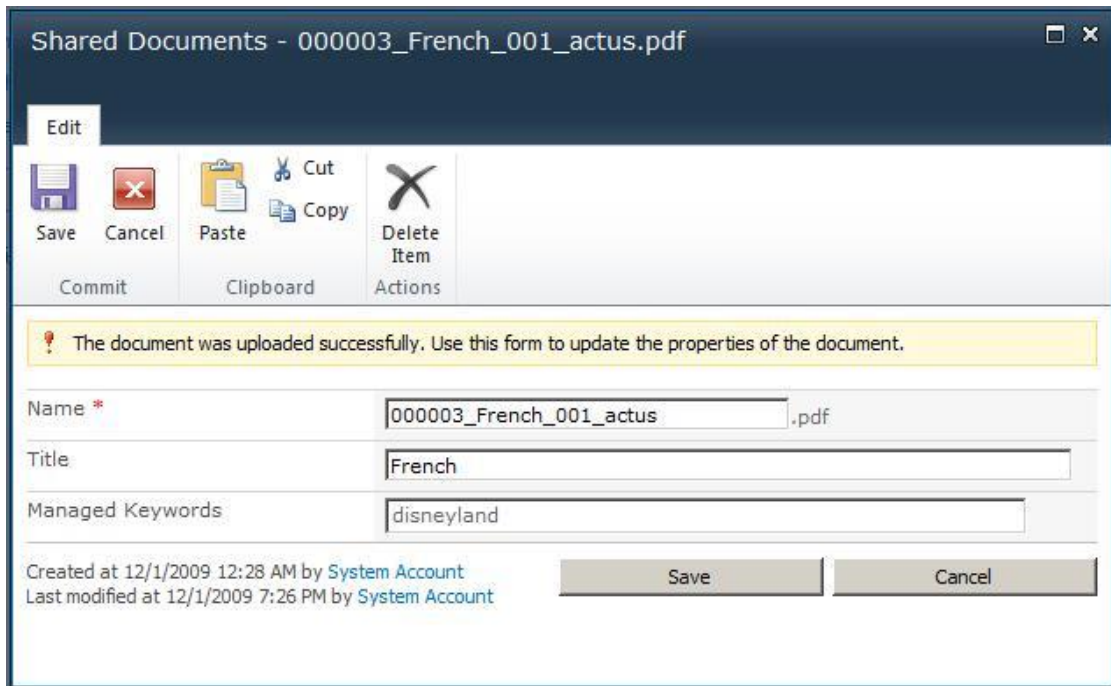 Shared Documents - 000003_French_001_actus.pdf
Edit
Save
Cancel
Paste
Cut
Copy
Delete
Item
Commit
Clipboard
Actions
The document was uploaded successfully. Use this form to update the properties of the document.
Name *
000003_French_001_actus .pdf
Title
French
Managed Keywords
disneyland
Created at 12/1/2009 12:28 AM by System Account
Last modified at 12/1/2009 7:26 PM by System Account
Save
Cancel